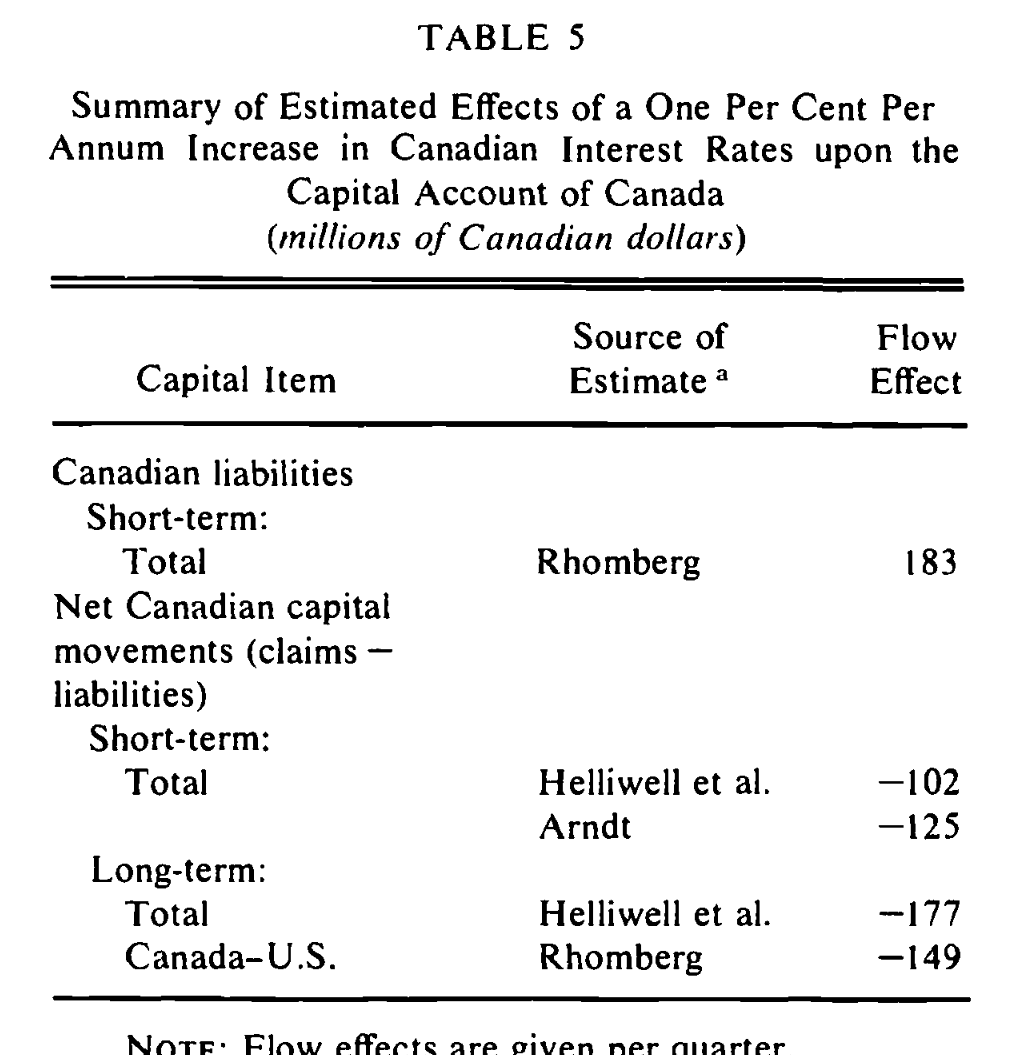 TABLE 5
Summary of Estimated Effects of a One Per Cent Per
Annum Increase in Canadian Interest Rates upon the
Capital Account of Canada
(millions of Canadian dollars)
Source of Flow
Capital Item Estimate a Effect
Canadian liabilities
Short-term:
Total Rhomberg 183
Net Canadian capital
movements (claims —
liabilities)
Short-term:
Total Helliwell et al. —102
Arndt —125
Long-term:
Total Helliwell et al. —177
Canada–U.S. Rhomberg —149
NOTE: Flow effects are given per quarter